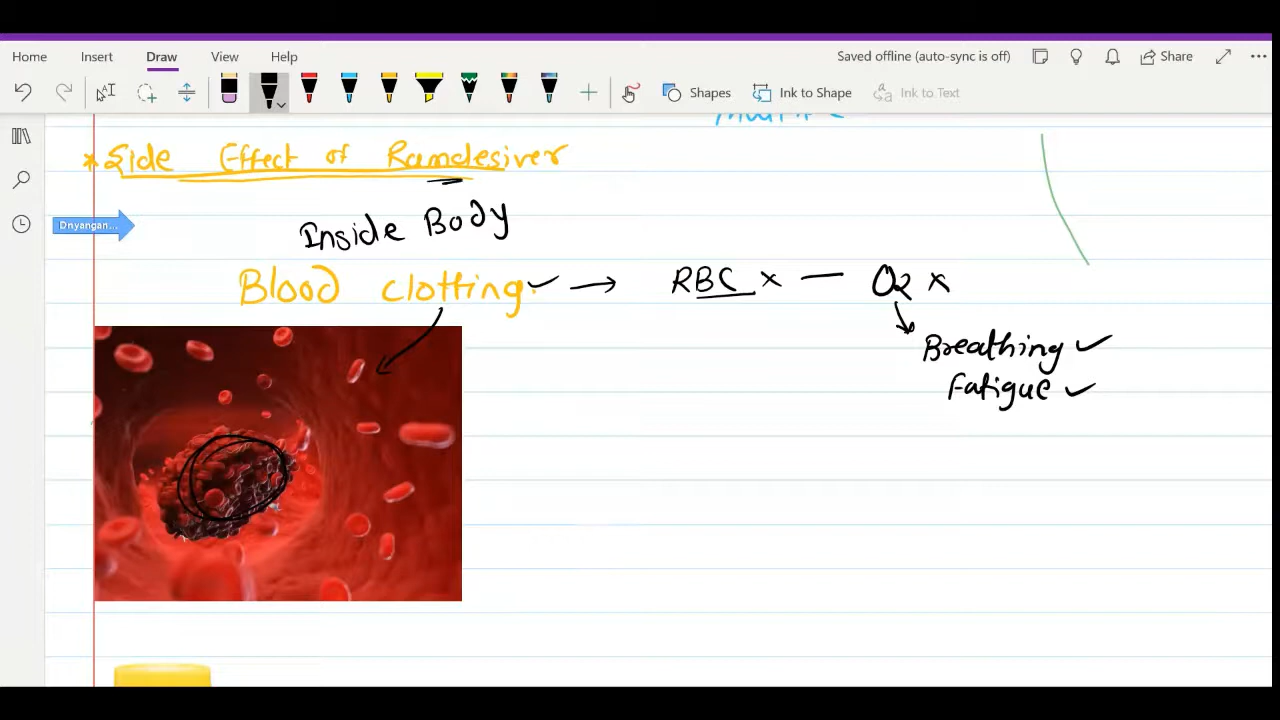 Home Insert Draw View Help Saved offline (auto-sync is off) Share
Shapes Ink to Shape Ink to Text
Side Effect of Ramdesiver
Dnyangan...
Inside Body
Blood clotting → RBC x — O2 x
Breathing ✓
Fatigue ✓